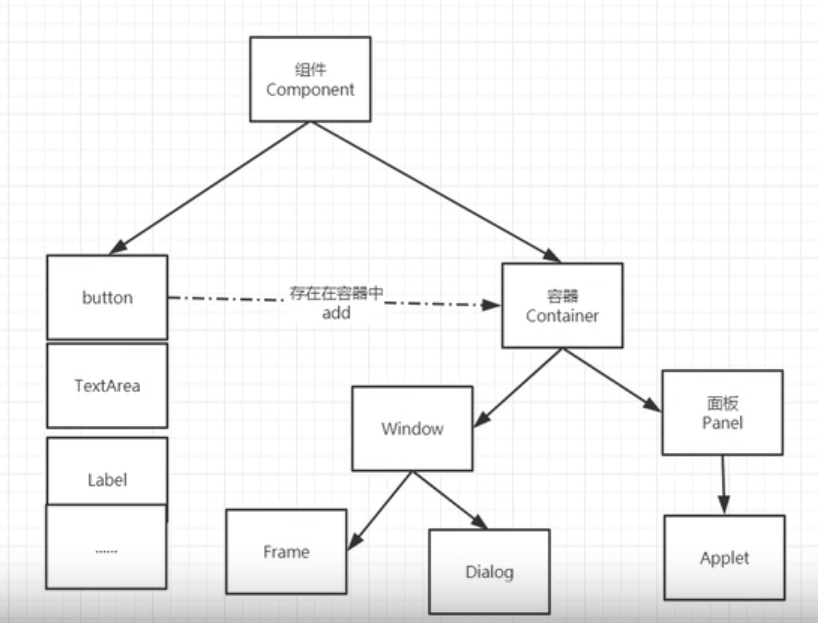 组件
Component
button
存在在容器中
add
容器
Container
TextArea
面板
Panel
Window
Label
Frame
Dialog
Applet
......